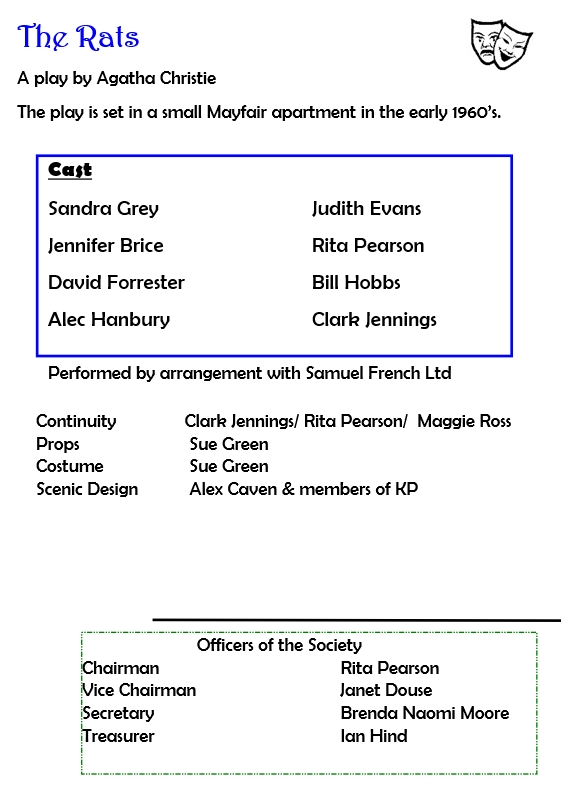 The Rats
A play by Agatha Christie
The play is set in a small Mayfair apartment in the early 1960's.
Cast
Sandra Grey Judith Evans
Jennifer Brice Rita Pearson
David Forrester Bill Hobbs
Alec Hanbury Clark Jennings
Performed by arrangement with Samuel French Ltd
Continuity Clark Jennings/ Rita Pearson/ Maggie Ross
Props Sue Green
Costume Sue Green
Scenic Design Alex Caven & members of KP
Officers of the Society
Chairman Rita Pearson
Vice Chairman Janet Douse
Secretary Brenda Naomi Moore
Treasurer Ian Hind